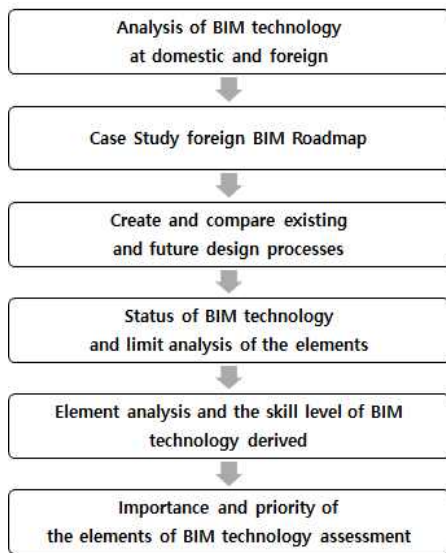 Analysis of BIM technology
at domestic and foreign
Case Study foreign BIM Roadmap
Create and compare existing
and future design processes
Status of BIM technology
and limit analysis of the elements
Element analysis and the skill level of BIM
technology derived
Importance and priority of
the elements of BIM technology assessment